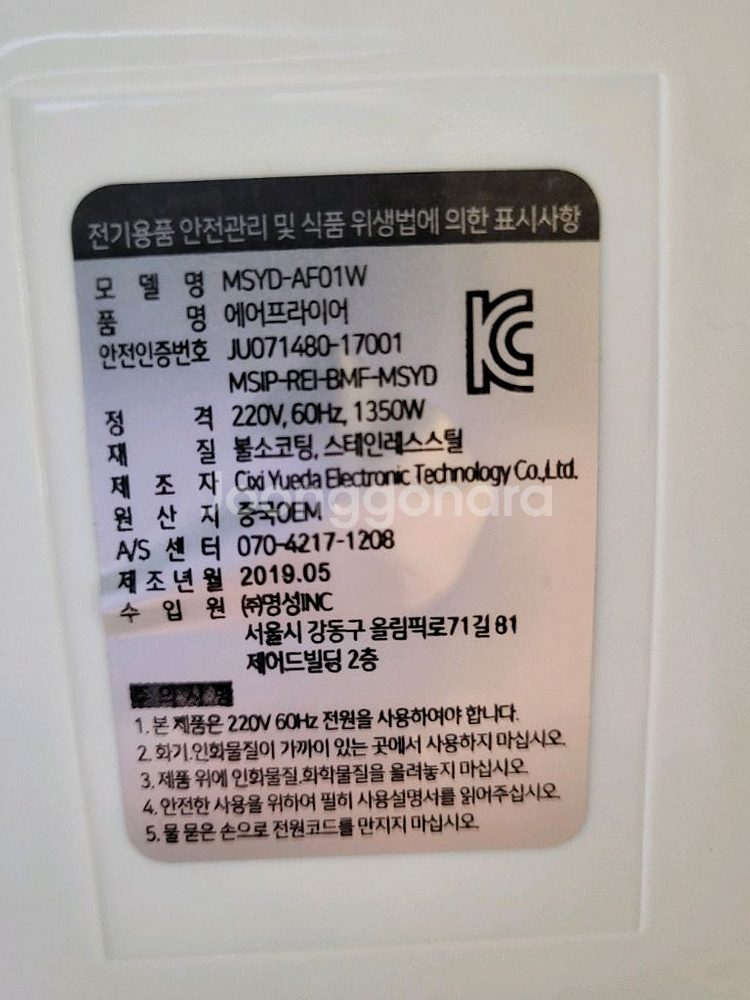 전기용품 안전관리 및 식품 위생법에 의한 표시사항
모 델 명 MSYD-AF01W
품 명 에어프라이어
안전인증번호 JU071480-17001
MSIP-REI-BMF-MSYD
정 격 220V, 60Hz, 1350W
재 질 불소코팅, 스테인레스스틸
제 조 자 Cixi Yueda Electronic Technology Co.,Ltd.
원 산 지 중국OEM
A/S 센 터 070-4217-1208
제조년월 2019.05
수 입 원 ㈜명성INC
서울시 강동구 올림픽로71길 81
제어드빌딩 2층
주의사항
1. 본 제품은 220V 60Hz 전원을 사용하여야 합니다.
2. 화기.인화물질이 가까이 있는 곳에서 사용하지 마십시오.
3. 제품 위에 인화물질.화학물질을 올려놓지 마십시오.
4. 안전한 사용을 위하여 필히 사용설명서를 읽어주십시오.
5. 물 묻은 손으로 전원코드를 만지지 마십시오.
KC
joonggonara